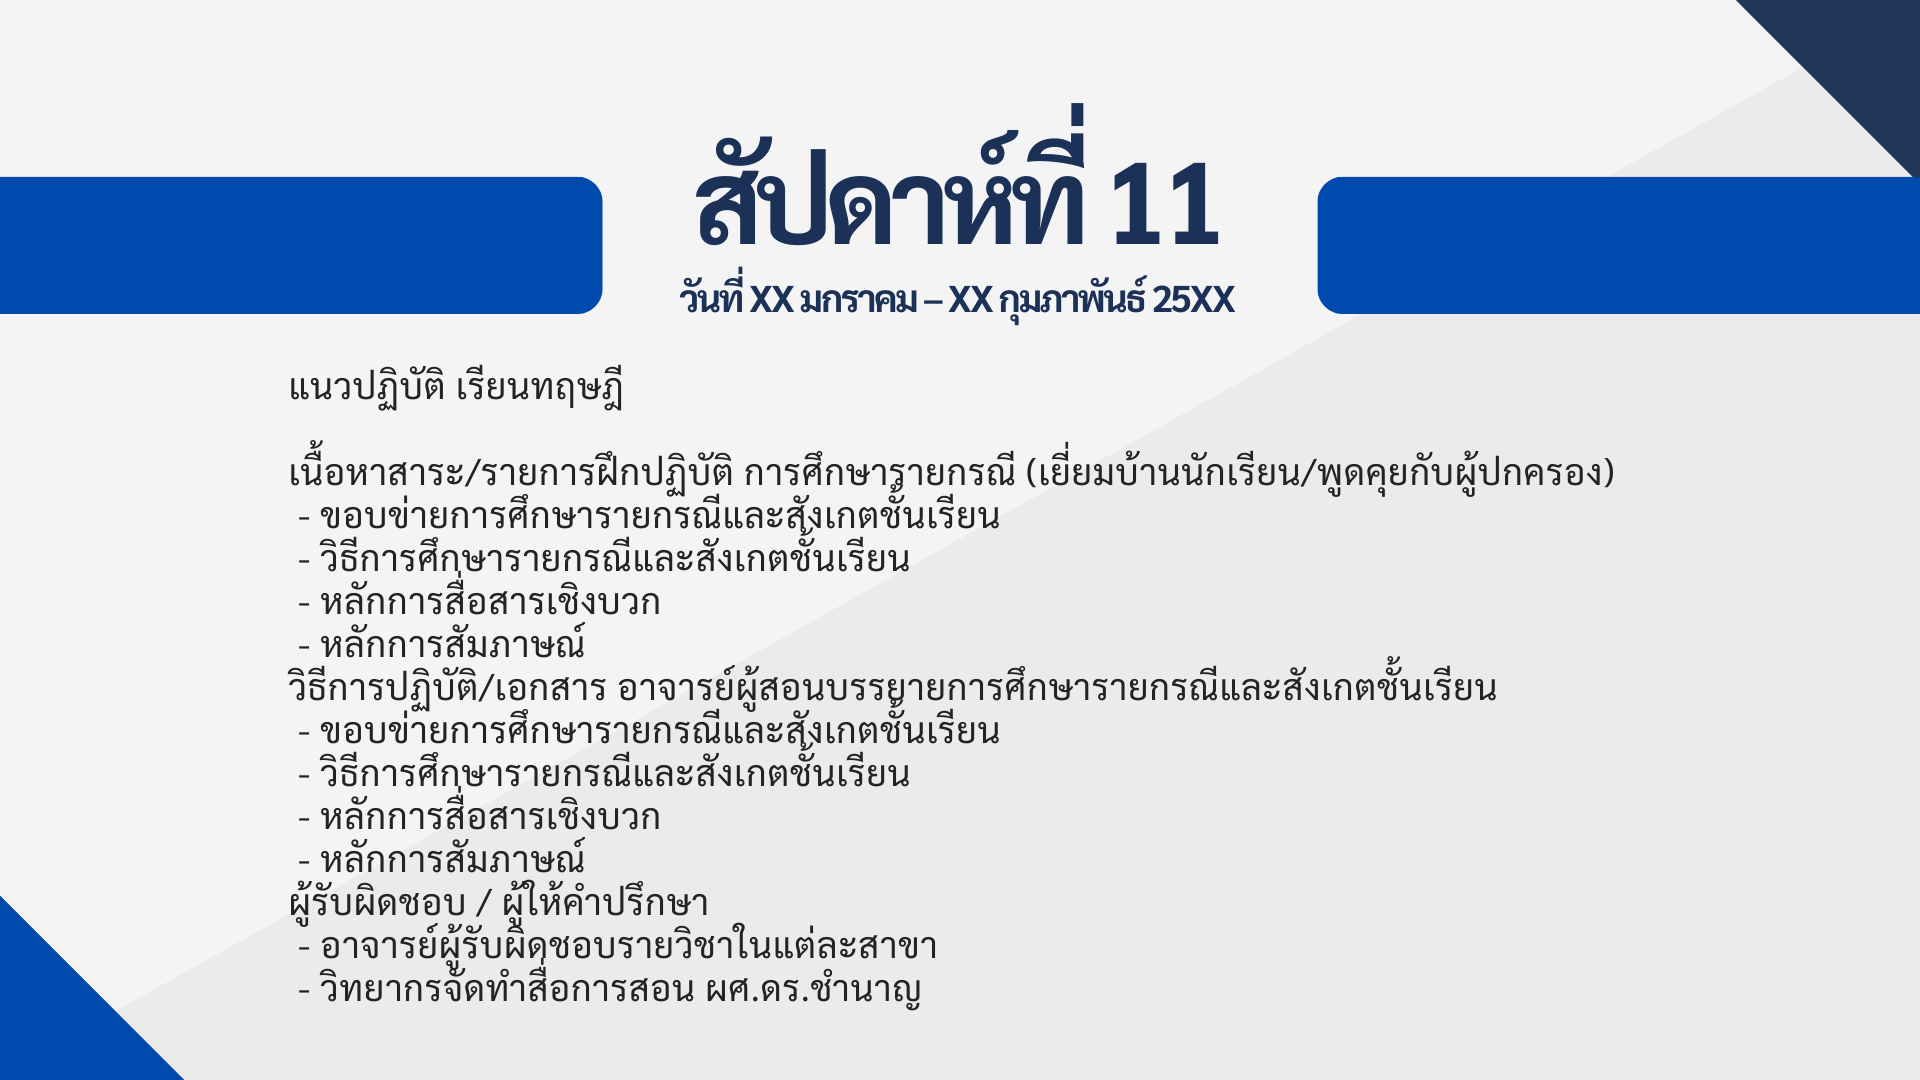 สัปดาห์ที่ 11
วันที่ XX มกราคม – XX กุมภาพันธ์ 25XX
แนวปฏิบัติ เรียนทฤษฎี
เนื้อหาสาระ/รายการฝึกปฏิบัติ การศึกษารายกรณี (เยี่ยมบ้านนักเรียน/พูดคุยกับผู้ปกครอง)
- ขอบข่ายการศึกษารายกรณีและสังเกตชั้นเรียน
- วิธีการศึกษารายกรณีและสังเกตชั้นเรียน
- หลักการสื่อสารเชิงบวก
- หลักการสัมภาษณ์
วิธีการปฏิบัติ/เอกสาร อาจารย์ผู้สอนบรรยายการศึกษารายกรณีและสังเกตชั้นเรียน
- ขอบข่ายการศึกษารายกรณีและสังเกตชั้นเรียน
- วิธีการศึกษารายกรณีและสังเกตชั้นเรียน
- หลักการสื่อสารเชิงบวก
- หลักการสัมภาษณ์
ผู้รับผิดชอบ / ผู้ให้คำปรึกษา
- อาจารย์ผู้รับผิดชอบรายวิชาในแต่ละสาขา
- วิทยากรจัดทำสื่อการสอน ผศ.ดร.ชำนาญ